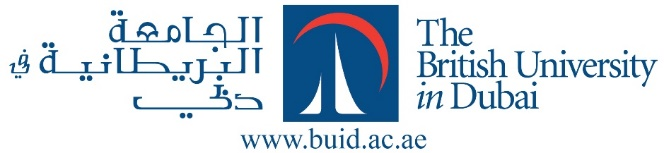 الجامعة
البريطانية في
دبي
The
British University
in Dubai
www.buid.ac.ae